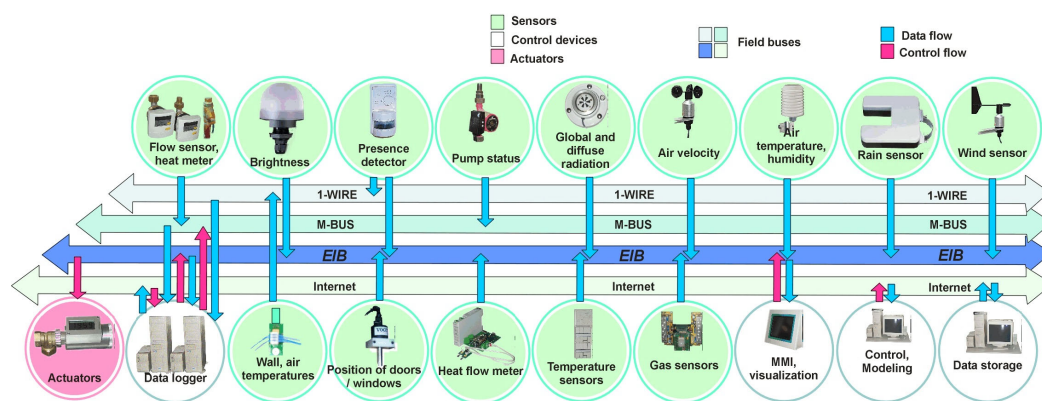 Sensors
Control devices
Actuators
Field buses
Data flow
Control flow
Flow sensor,
heat meter
Brightness
Presence
detector
Pump status
Global and
diffuse
radiation
Air velocity
Air
temperature,
humidity
Rain sensor
Wind sensor
1-WIRE 1-WIRE 1-WIRE
M-BUS M-BUS M-BUS
EIB EIB EIB
Internet Internet Internet
Actuators
Data logger
Wall, air
temperatures
Position of doors
/ windows
Heat flow meter
Temperature
sensors
Gas sensors
MMI,
visualization
Control,
Modeling
Data storage